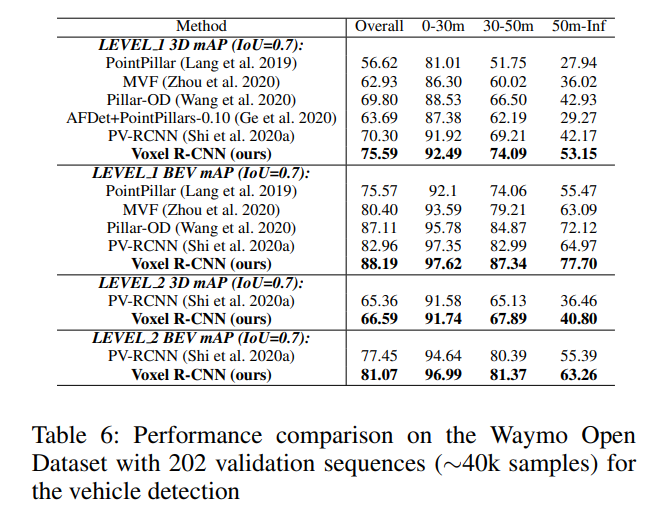 Method Overall 0-30m 30-50m 50m-Inf
LEVEL_1 3D mAP (IoU=0.7):
PointPillar (Lang et al. 2019) 56.62 81.01 51.75 27.94
MVF (Zhou et al. 2020) 62.93 86.30 60.02 36.02
Pillar-OD (Wang et al. 2020) 69.80 88.53 66.50 42.93
AFDet+PointPillars-0.10 (Ge et al. 2020) 63.69 87.38 62.19 29.27
PV-RCNN (Shi et al. 2020a) 70.30 91.92 69.21 42.17
Voxel R-CNN (ours) 75.59 92.49 74.09 53.15
LEVEL_1 BEV mAP (IoU=0.7):
PointPillar (Lang et al. 2019) 75.57 92.1 74.06 55.47
MVF (Zhou et al. 2020) 80.40 93.59 79.21 63.09
Pillar-OD (Wang et al. 2020) 87.11 95.78 84.87 72.12
PV-RCNN (Shi et al. 2020a) 82.96 97.35 82.99 64.97
Voxel R-CNN (ours) 88.19 97.62 87.34 77.70
LEVEL_2 3D mAP (IoU=0.7):
PV-RCNN (Shi et al. 2020a) 65.36 91.58 65.13 36.46
Voxel R-CNN (ours) 66.59 91.74 67.89 40.80
LEVEL_2 BEV mAP (IoU=0.7):
PV-RCNN (Shi et al. 2020a) 77.45 94.64 80.39 55.39
Voxel R-CNN (ours) 81.07 96.99 81.37 63.26
Table 6: Performance comparison on the Waymo Open
Dataset with 202 validation sequences (∼40k samples) for
the vehicle detection